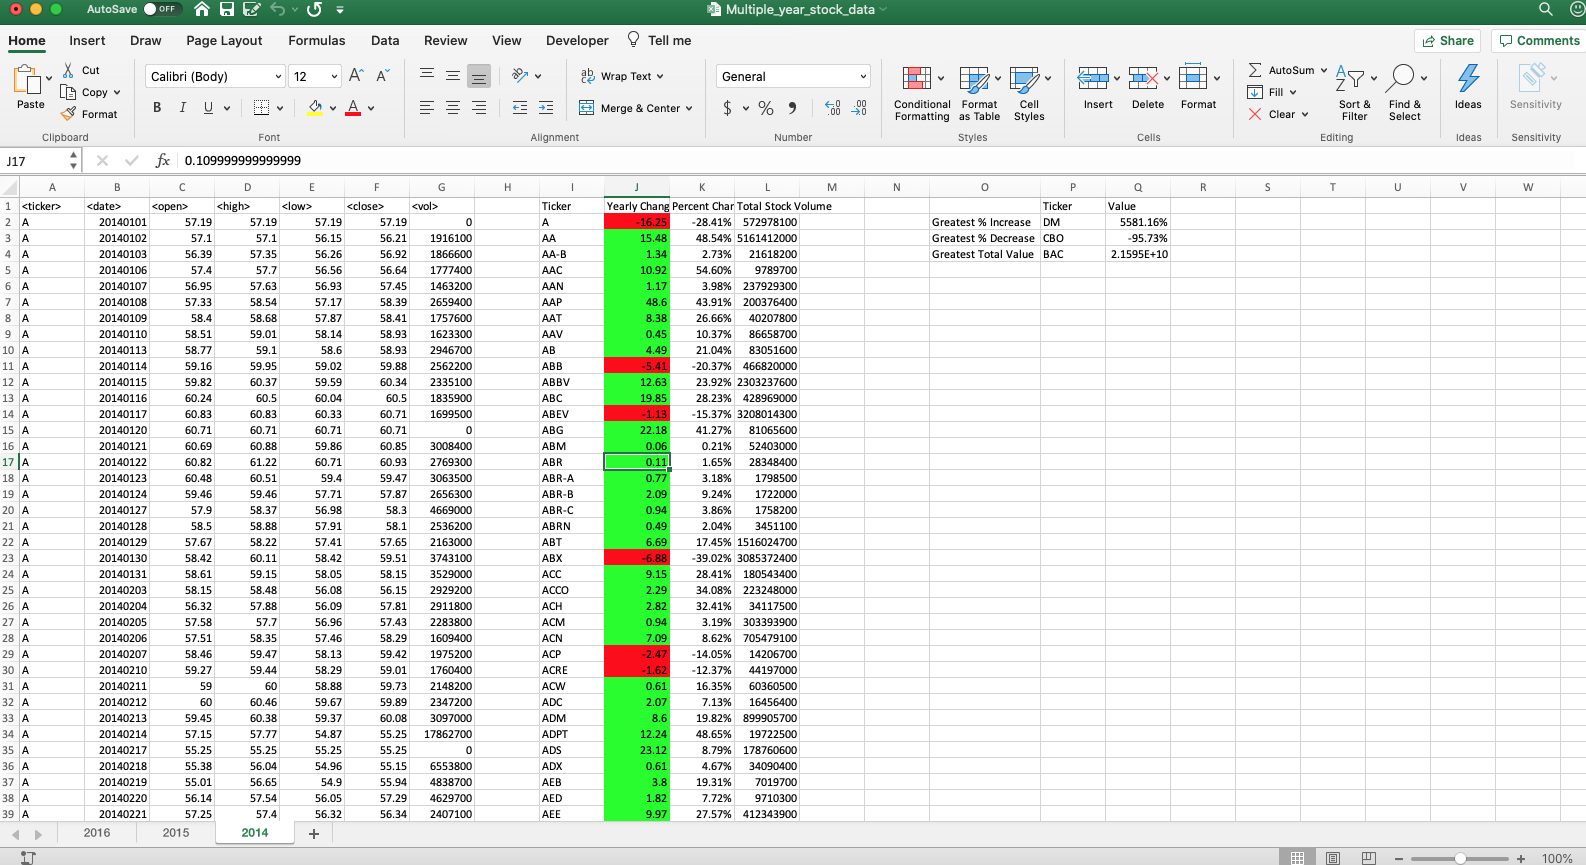 AutoSave OFF Multiple_year_stock_data
Home Insert Draw Page Layout Formulas Data Review View Developer Tell me Share Comments
Paste Cut Copy Format Clipboard
Calibri (Body) 12 A^ A˅ B I U A Font
ab Wrap Text Merge & Center Alignment
General $ % 9 .00 .00 Number
Conditional Formatting Format as Table Cell Styles Styles
Insert Delete Format Cells
AutoSum Fill Clear Sort & Filter Find & Select Editing
Ideas Ideas
Sensitivity Sensitivity
J17 fx 0.109999999999999
A B C D E F G H I J K L M N O P Q R S T U V W
1 <ticker> <date> <open> <high> <low> <close> <vol> Ticker Yearly Chang Percent Char Total Stock Volume Ticker Value
2 A 20140101 57.19 57.19 57.19 57.19 0 A -16.25 -28.41% 572978100 Greatest % Increase DM 5581.16%
3 A 20140102 57.1 57.1 56.15 56.21 1916100 AA 15.48 48.54% 5161412000 Greatest % Decrease CBO -95.73%
4 A 20140103 56.39 57.35 56.26 56.92 1866600 AA-B 1.34 2.73% 21618200 Greatest Total Value BAC 2.1595E+10
5 A 20140106 57.4 57.7 56.56 56.64 1777400 AAC 10.92 54.60% 9789700
6 A 20140107 56.95 57.63 56.93 57.45 1463200 AAN 1.17 3.98% 237929300
7 A 20140108 57.33 58.54 57.17 58.39 2659400 AAP 48.6 43.91% 200376400
8 A 20140109 58.4 58.68 57.87 58.41 1757600 AAT 8.38 26.66% 40207800
9 A 20140110 58.51 59.01 58.14 58.93 1623300 AAV 0.45 10.37% 86658700
10 A 20140113 58.77 59.1 58.6 58.93 2946700 AB 4.49 21.04% 83051600
11 A 20140114 59.16 59.95 59.02 59.88 2562200 ABB -5.41 -20.37% 466820000
12 A 20140115 59.82 60.37 59.59 60.34 2335100 ABBV 12.63 23.92% 2303237600
13 A 20140116 60.24 60.5 60.04 60.5 1835900 ABC 19.85 28.23% 428969000
14 A 20140117 60.83 60.83 60.33 60.71 1699500 ABEV -1.13 -15.37% 3208014300
15 A 20140120 60.71 60.71 60.71 60.71 0 ABG 22.18 41.27% 81065600
16 A 20140121 60.69 60.88 59.86 60.85 3008400 ABM 0.06 0.21% 52403000
17 A 20140122 60.82 61.22 60.71 60.93 2769300 ABR 0.11 1.65% 28348400
18 A 20140123 60.48 60.51 59.4 59.47 3063500 ABR-A 0.77 3.18% 1798500
19 A 20140124 59.46 59.46 57.71 57.87 2656300 ABR-B 2.09 9.24% 1722000
20 A 20140127 57.9 58.37 56.98 58.3 4669000 ABR-C 0.94 3.86% 1758200
21 A 20140128 58.5 58.88 57.91 58.1 2536200 ABRN 0.49 2.04% 3451100
22 A 20140129 57.67 58.22 57.41 57.65 2163000 ABT 6.69 17.45% 1516024700
23 A 20140130 58.42 60.11 58.42 59.51 3743100 ABX -6.88 -39.02% 3085372400
24 A 20140131 58.61 59.15 58.05 58.15 3529000 ACC 9.15 28.41% 180543400
25 A 20140203 58.15 58.48 56.08 56.15 2929200 ACCO 2.29 34.08% 223248000
26 A 20140204 56.32 57.88 56.09 57.81 2911800 ACH 2.82 32.41% 34117500
27 A 20140205 57.58 57.7 56.96 57.43 2283800 ACM 0.94 3.19% 303393900
28 A 20140206 57.51 58.35 57.46 58.29 1609400 ACN 7.09 8.62% 705479100
29 A 20140207 58.46 59.47 58.13 59.42 1975200 ACP -2.47 -14.05% 14206700
30 A 20140210 59.27 59.44 58.29 59.01 1760400 ACRE -1.62 -12.37% 44197000
31 A 20140211 59 60 58.88 59.73 2148200 ACW 0.61 16.35% 60360500
32 A 20140212 60 60.46 59.67 59.89 2347200 ADC 2.07 7.13% 16456400
33 A 20140213 59.45 60.38 59.37 60.08 3097000 ADM 8.6 19.82% 899905700
34 A 20140214 57.15 57.77 54.87 55.25 17862700 ADPT 12.24 48.65% 19722500
35 A 20140217 55.25 55.25 55.25 55.25 0 ADS 23.12 8.79% 178760600
36 A 20140218 55.38 56.04 54.96 55.15 6553800 ADX 0.61 4.67% 34090400
37 A 20140219 55.01 56.65 54.9 55.94 4838700 AEB 3.8 19.31% 7019700
38 A 20140220 56.14 57.54 56.05 57.29 4629700 AED 1.82 7.72% 9710300
39 A 20140221 57.25 57.4 56.32 56.34 2407100 AEE 9.97 27.57% 412343900
2016 2015 2014 +
100%